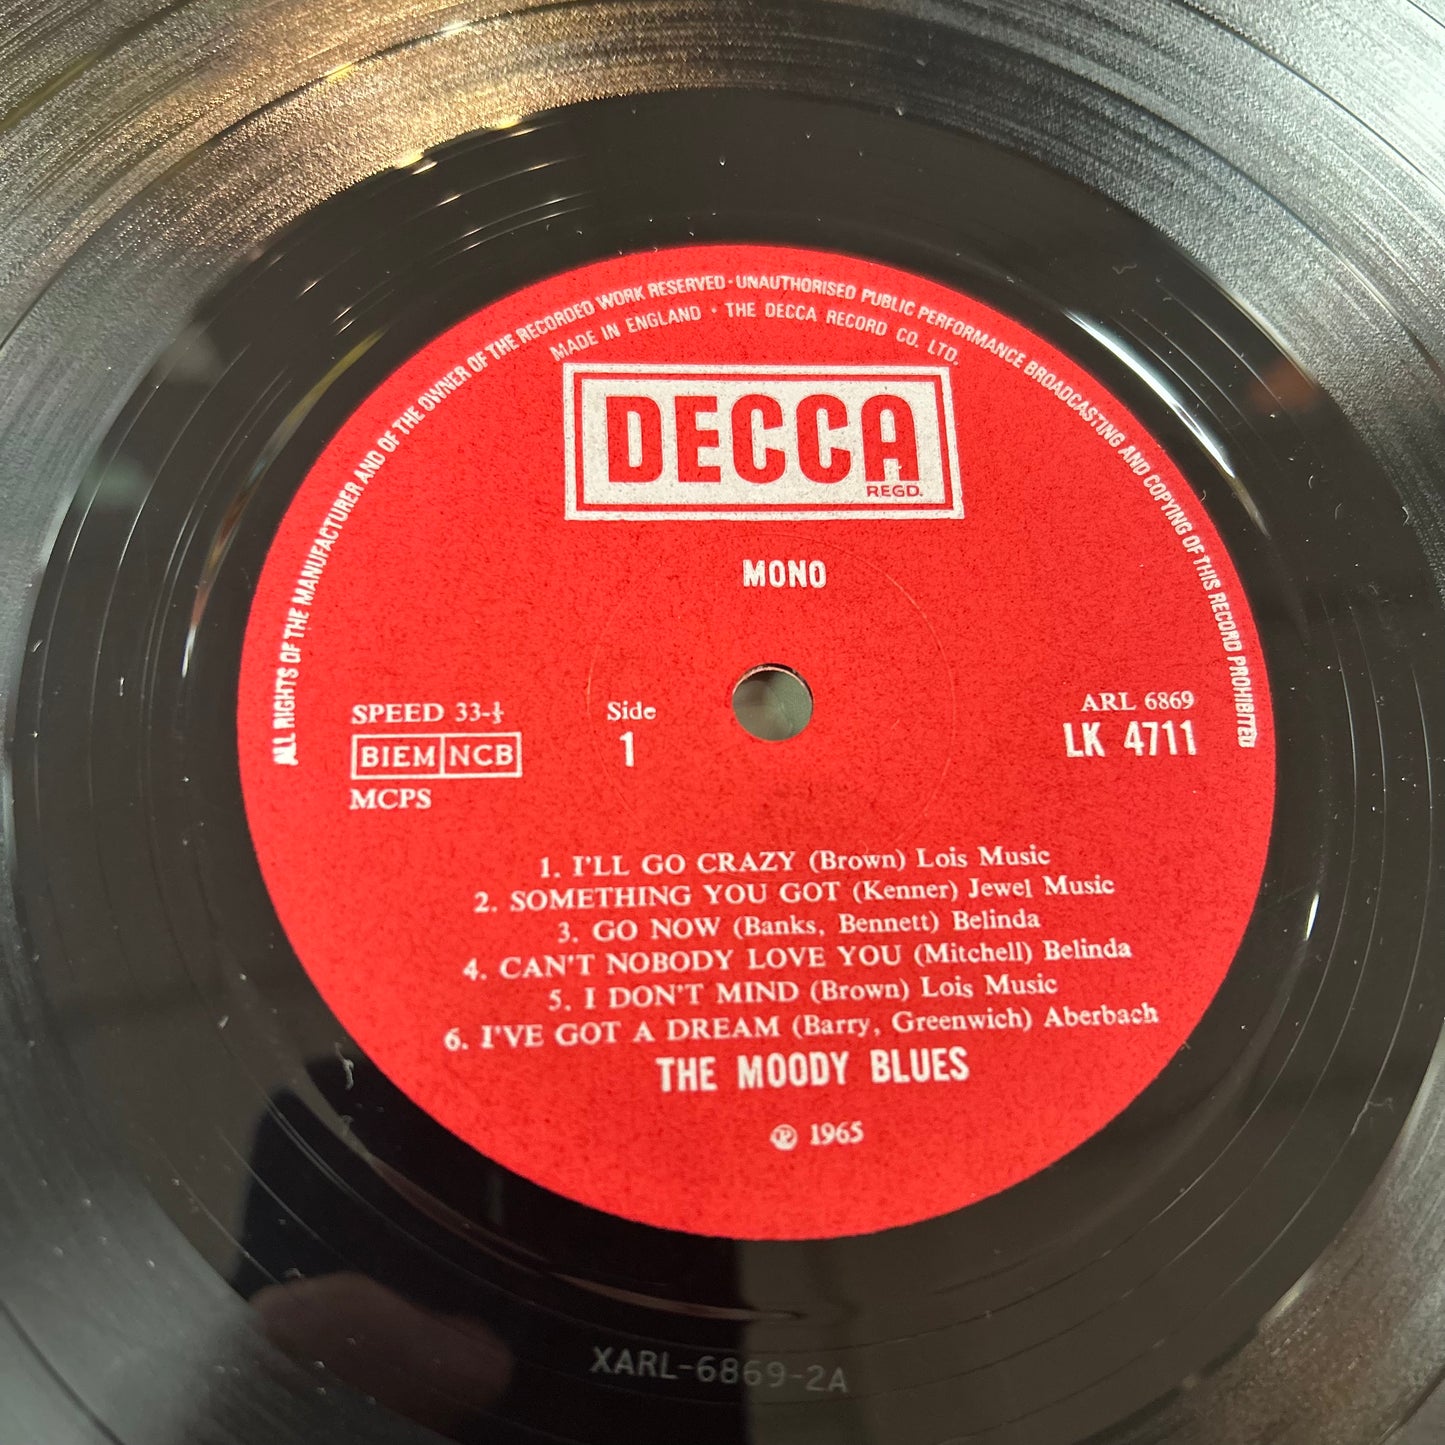 ALL RIGHTS OF THE MANUFACTURER AND OF THE OWNER OF THE RECORDED WORK RESERVED · UNAUTHORISED PUBLIC PERFORMANCE BROADCASTING AND COPYING OF THIS RECORD PROHIBITED
MADE IN ENGLAND · THE DECCA RECORD CO. LTD.
DECCA
REGD.
MONO
SPEED 33-⅓
Side
ARL 6869
BIEM NCB
1
LK 4711
MCPS
1. I'LL GO CRAZY (Brown) Lois Music
2. SOMETHING YOU GOT (Kenner) Jewel Music
3. GO NOW (Banks, Bennett) Belinda
4. CAN'T NOBODY LOVE YOU (Mitchell) Belinda
5. I DON'T MIND (Brown) Lois Music
6. I'VE GOT A DREAM (Barry, Greenwich) Aberbach
THE MOODY BLUES
℗ 1965
XARL-6869-2A